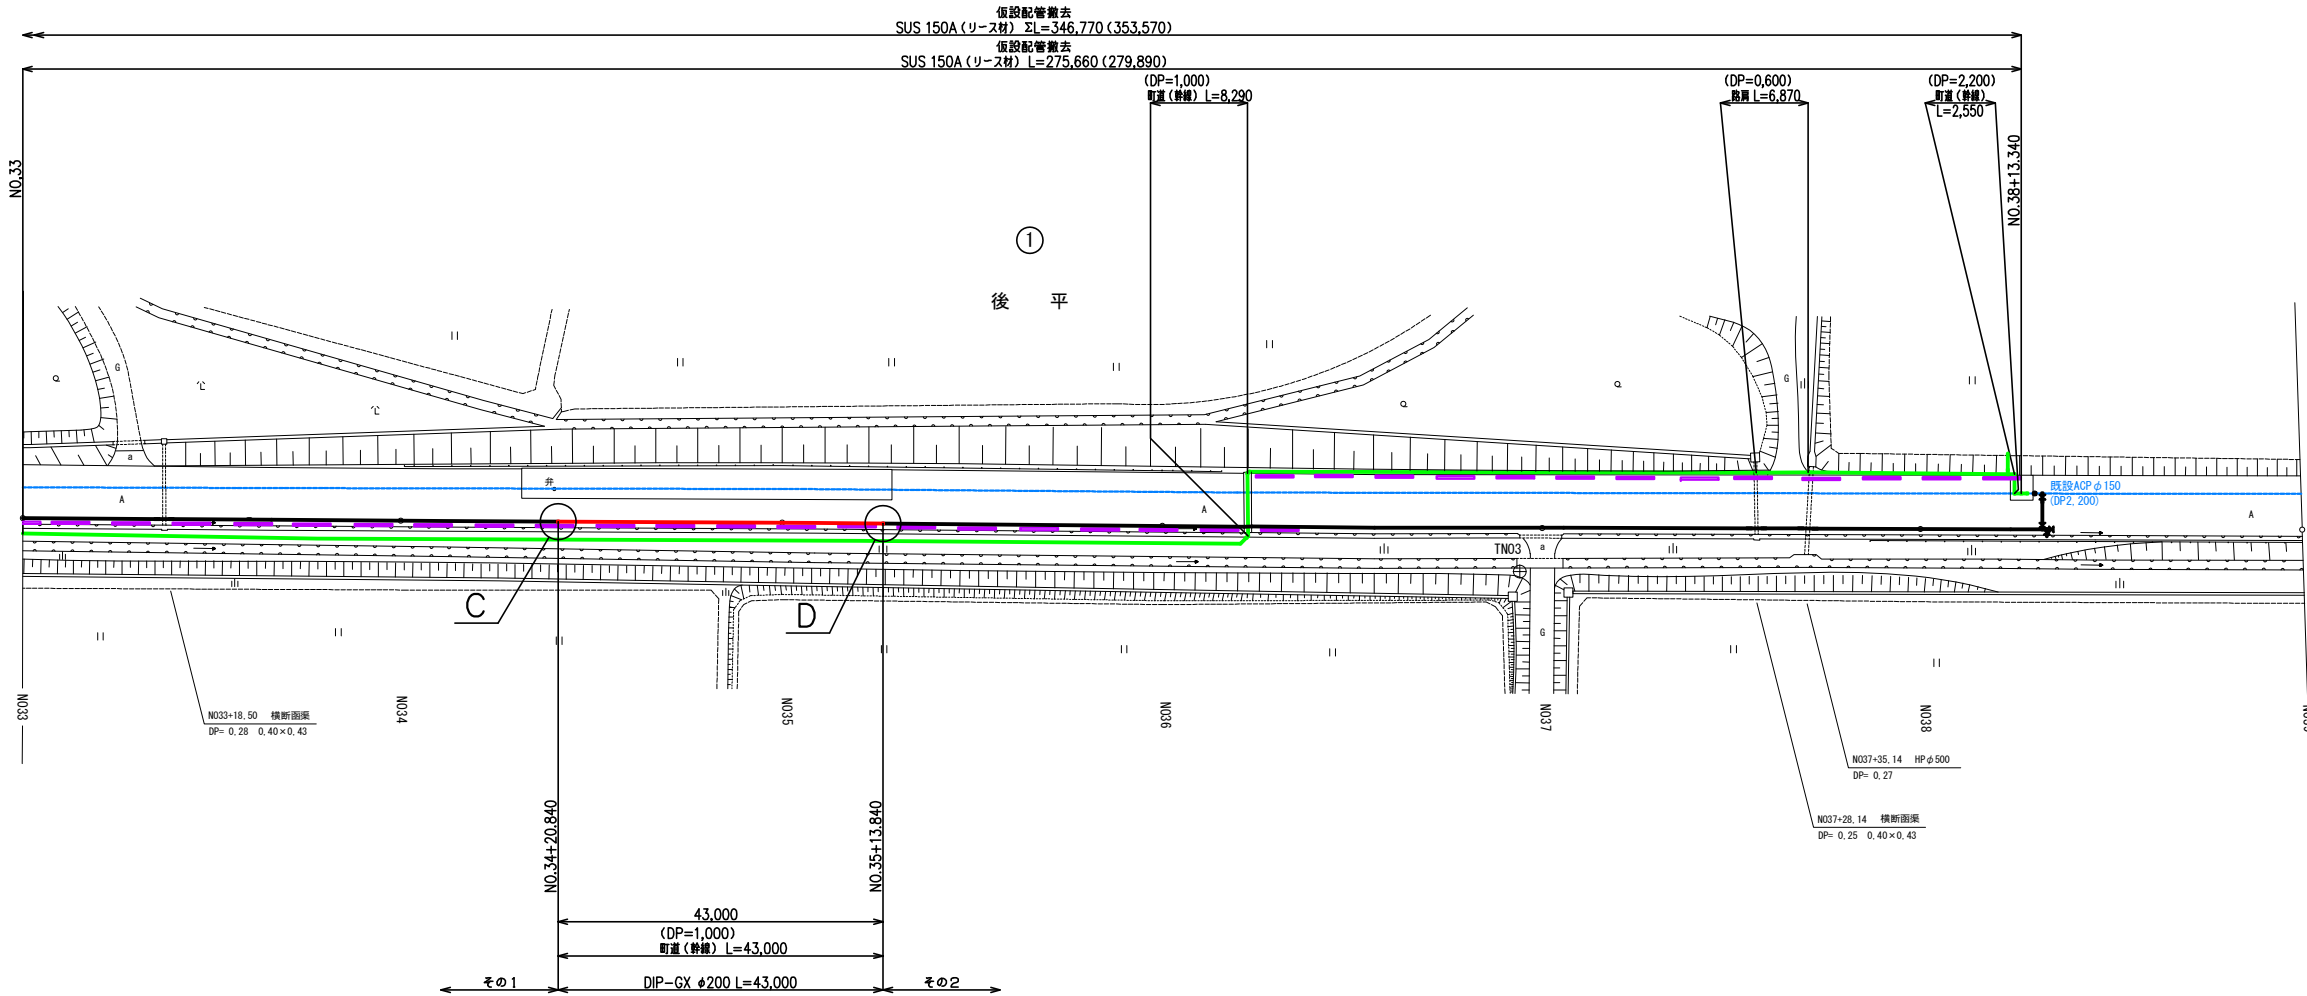 仮設配管撤去
SUS 150A (リース材) ΣL=346,770 (353,570)
仮設配管撤去
SUS 150A (リース材) L=275,660 (279,890)
(DP=1,000)
町道 (幹線) L=8,290
(DP=0,600)
路肩 L=6,870
(DP=2,200)
町道 (幹線)
L=2,550
NO.33
NO.38+13.340
①
後 平
G
G
a
弁
A
A
A
既設ACPφ150
(DP2,200)
TNO3
a
C
D
G
NO33
NO34
NO35
NO36
NO37
NO38
NO33+18,50 横断函渠
DP= 0,28 0,40×0,43
NO37+35,14 HPφ500
DP= 0,27
NO37+28,14 横断函渠
DP= 0,25 0,40×0,43
NO.34+20.840
NO.35+13.840
43,000
(DP=1,000)
町道 (幹線) L=43,000
その1
DIP-GX φ200 L=43,000
その2